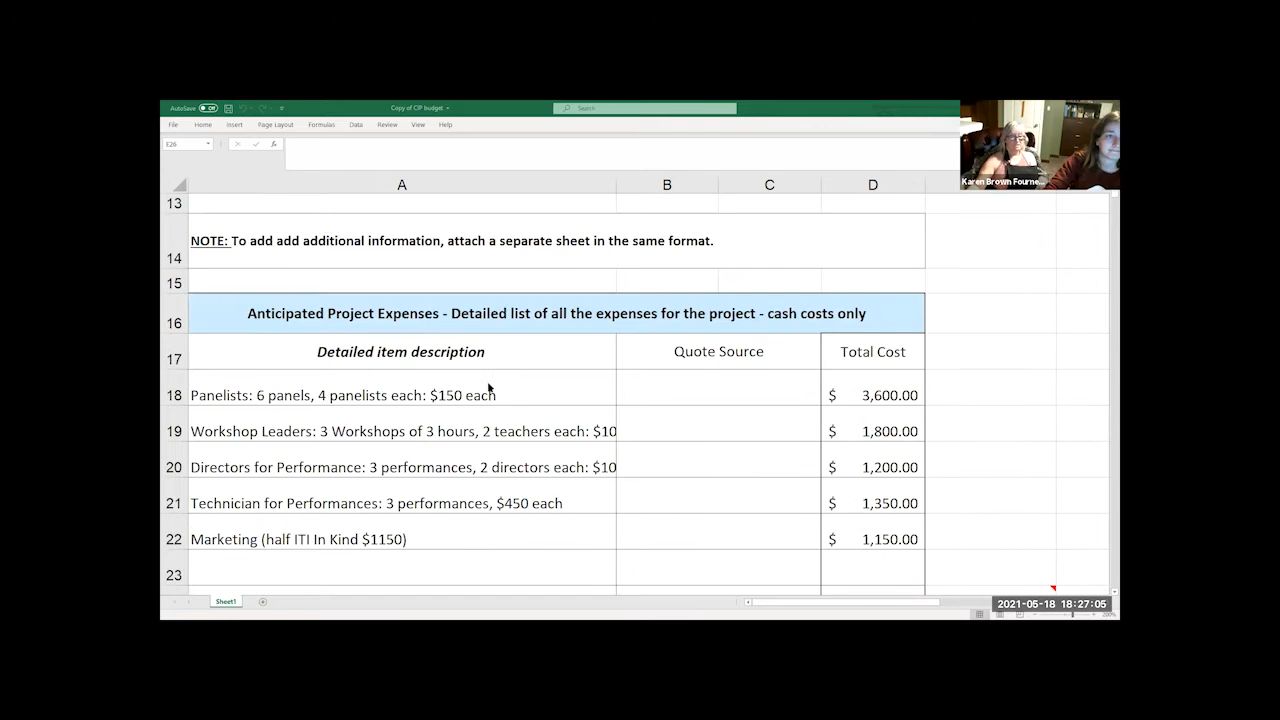 AutoSave Off Copy of CIP budget Search
File Home Insert Page Layout Formulas Data Review View Help
E26 fx
Karen Brown Fourne...
A B C D
13
14 NOTE: To add add additional information, attach a separate sheet in the same format.
15
16 Anticipated Project Expenses - Detailed list of all the expenses for the project - cash costs only
17 Detailed item description Quote Source Total Cost
18 Panelists: 6 panels, 4 panelists each: $150 each $ 3,600.00
19 Workshop Leaders: 3 Workshops of 3 hours, 2 teachers each: $10 $ 1,800.00
20 Directors for Performance: 3 performances, 2 directors each: $10 $ 1,200.00
21 Technician for Performances: 3 performances, $450 each $ 1,350.00
22 Marketing (half ITI In Kind $1150) $ 1,150.00
23
Sheet1
2021-05-18 18:27:05
200%